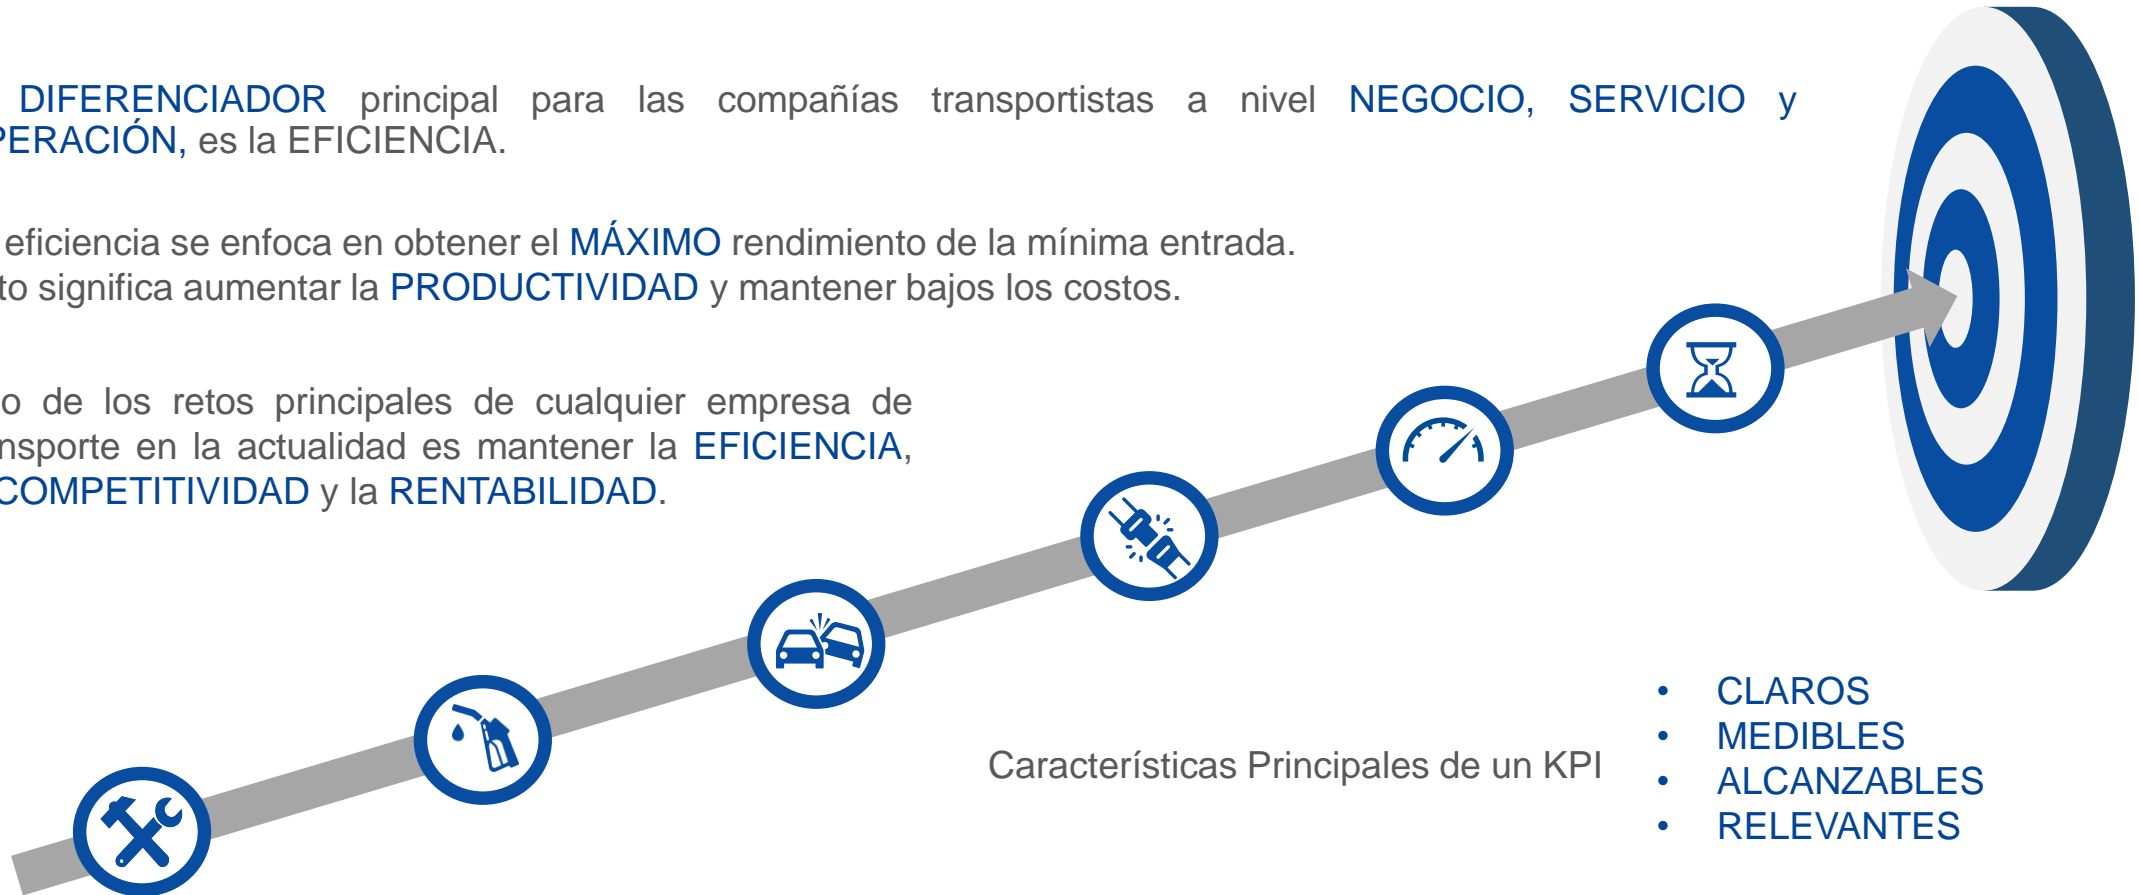 DIFERENCIADOR principal para las compañías transportistas a nivel NEGOCIO, SERVICIO y
PERACIÓN, es la EFICIENCIA.
eficiencia se enfoca en obtener el MÁXIMO rendimiento de la mínima entrada.
to significa aumentar la PRODUCTIVIDAD y mantener bajos los costos.
o de los retos principales de cualquier empresa de
nsporte en la actualidad es mantener la EFICIENCIA,
COMPETITIVIDAD y la RENTABILIDAD.
Características Principales de un KPI
• CLAROS
• MEDIBLES
• ALCANZABLES
• RELEVANTES